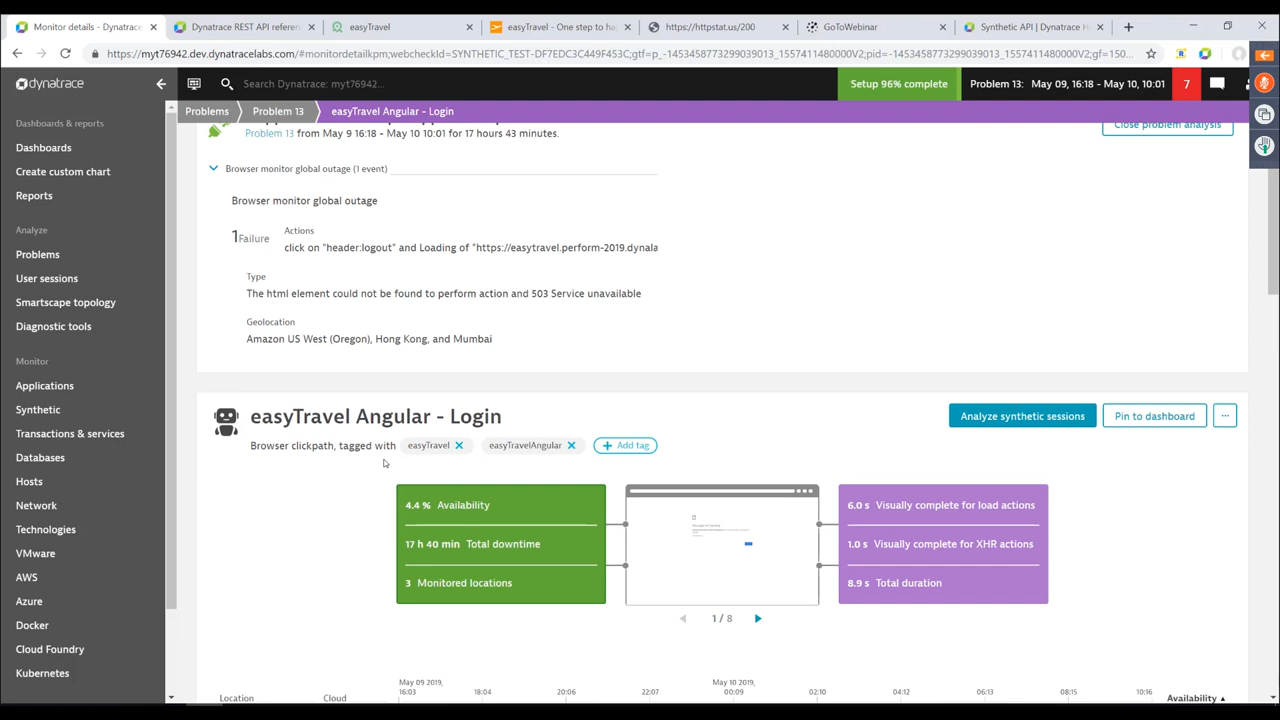 Monitor details - Dynatrace
Dynatrace REST API referen
easyTravel
easyTravel - One step to hap
https://httpstat.us/200
GoToWebinar
Synthetic API | Dynatrace H
https://myt76942.dev.dynatracelabs.com/#monitordetailkpm;webcheckId=SYNTHETIC_TEST-DF7EDC3C449F453C;gtf=p_-1453458773299039013_1557411480000V2;pid=-1453458773299039013_1557411480000V2;gf=150...
dynatrace
Search Dynatrace: myt76942...
Setup 96% complete
Problem 13: May 09, 16:18 - May 10, 10:01
7
Problems
Problem 13
easyTravel Angular - Login
Dashboards & reports
Dashboards
Create custom chart
Reports
Analyze
Problems
User sessions
Smartscape topology
Diagnostic tools
Monitor
Applications
Synthetic
Transactions & services
Databases
Hosts
Network
Technologies
VMware
AWS
Azure
Docker
Cloud Foundry
Kubernetes
Problem 13 from May 9 16:18 - May 10 10:01 for 17 hours 43 minutes.
Close problem analysis
Browser monitor global outage (1 event)
Browser monitor global outage
1 Failure
Actions
click on "header:logout" and Loading of "https://easytravel.perform-2019.dynala
Type
The html element could not be found to perform action and 503 Service unavailable
Geolocation
Amazon US West (Oregon), Hong Kong, and Mumbai
easyTravel Angular - Login
Analyze synthetic sessions
Pin to dashboard
...
Browser clickpath, tagged with easyTravel easyTravelAngular + Add tag
4.4 % Availability
17 h 40 min Total downtime
3 Monitored locations
6.0 s Visually complete for load actions
1.0 s Visually complete for XHR actions
8.9 s Total duration
1 / 8
Location
Cloud
May 09 2019,
16:03
18:04
20:06
22:07
May 10 2019,
00:09
02:10
04:12
06:13
08:15
10:16
Availability